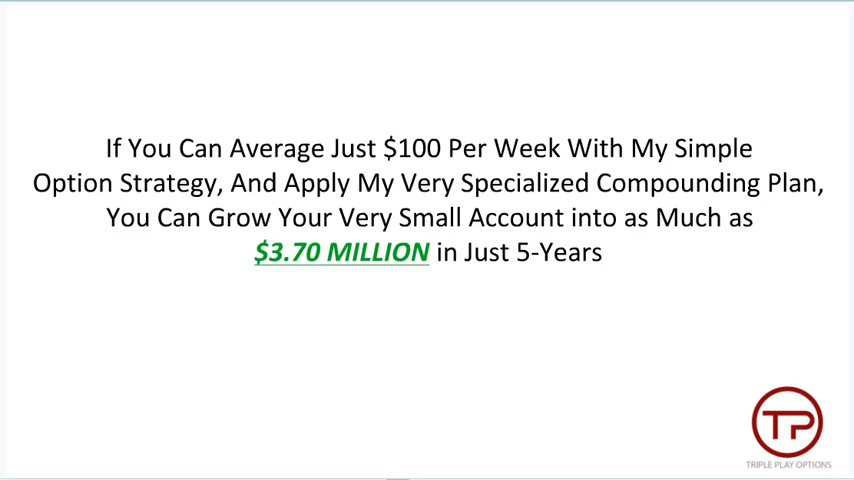 If You Can Average Just $100 Per Week With My Simple
Option Strategy, And Apply My Very Specialized Compounding Plan,
You Can Grow Your Very Small Account into as Much as
$3.70 MILLION in Just 5-Years
TP
TRIPLE PLAY OPTIONS